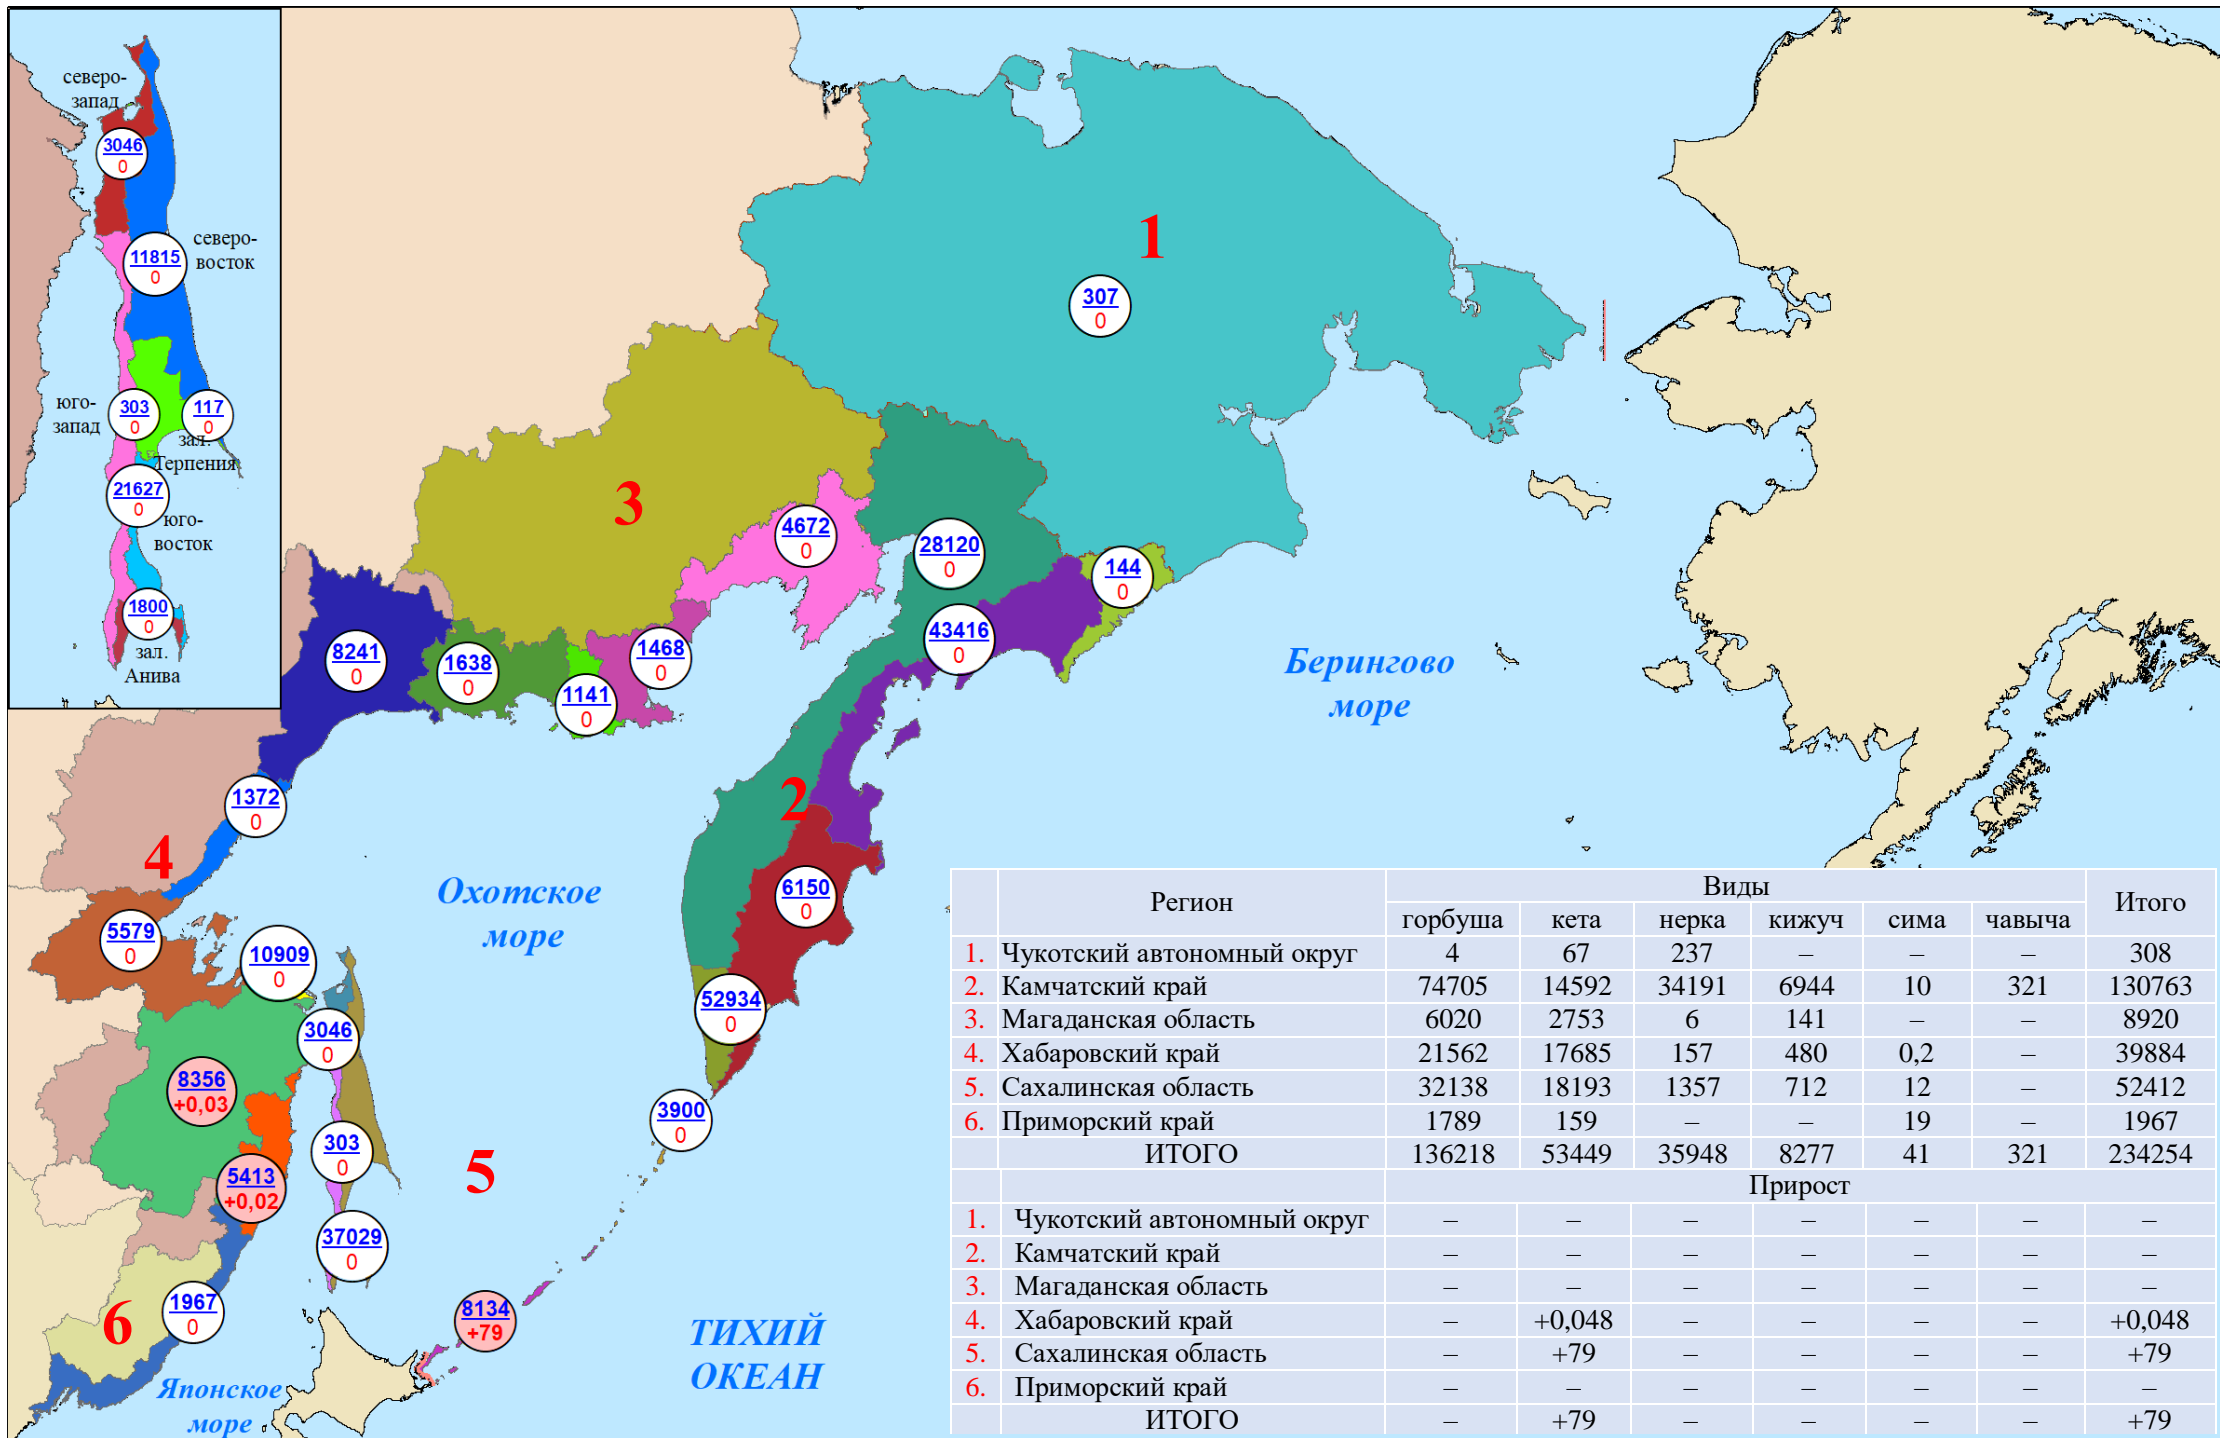 северо-
запад
3046
0
северо-
восток
11815
0
юго-
запад
303
0
117
0
зал.
Терпения
21627
0
юго-
восток
1800
0
зал.
Анива
1
307
0
3
4672
0
28120
0
144
0
43416
0
8241
0
1638
0
1141
0
1468
0
Берингово
море
1372
0
4
2
Охотское
море
6150
0
5579
0
10909
0
52934
0
3046
0
8356
+0,03
3900
0
303
0
5
5413
+0,02
37029
0
1967
0
6
8134
+79
ТИХИЙ
ОКЕАН
Японское
море
Регион Виды Итого
горбуша кета нерка кижуч сима чавыча
1. Чукотский автономный округ 4 67 237 – – – 308
2. Камчатский край 74705 14592 34191 6944 10 321 130763
3. Магаданская область 6020 2753 6 141 – – 8920
4. Хабаровский край 21562 17685 157 480 0,2 – 39884
5. Сахалинская область 32138 18193 1357 712 12 – 52412
6. Приморский край 1789 159 – – 19 – 1967
ИТОГО 136218 53449 35948 8277 41 321 234254
Прирост
1. Чукотский автономный округ – – – – – – –
2. Камчатский край – – – – – – –
3. Магаданская область – – – – – – –
4. Хабаровский край – +0,048 – – – – +0,048
5. Сахалинская область – +79 – – – – +79
6. Приморский край – – – – – – –
ИТОГО – +79 – – – – +79